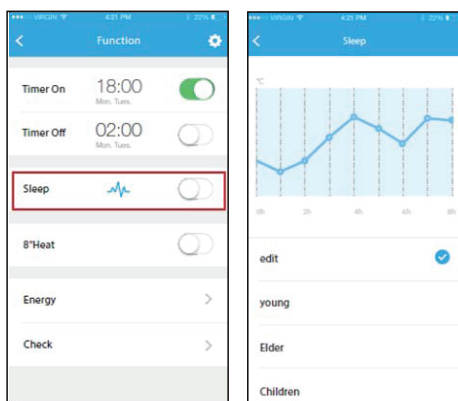 VIRGIN 4:21 PM 22%
Function
Timer On 18:00
Mon. Tues.
Timer Off 02:00
Mon. Tues.
Sleep
8°Heat
Energy
Check
VIRGIN 4:21 PM 22%
Sleep
°C
0h 2h 4h 6h 8h
edit
young
Elder
Children